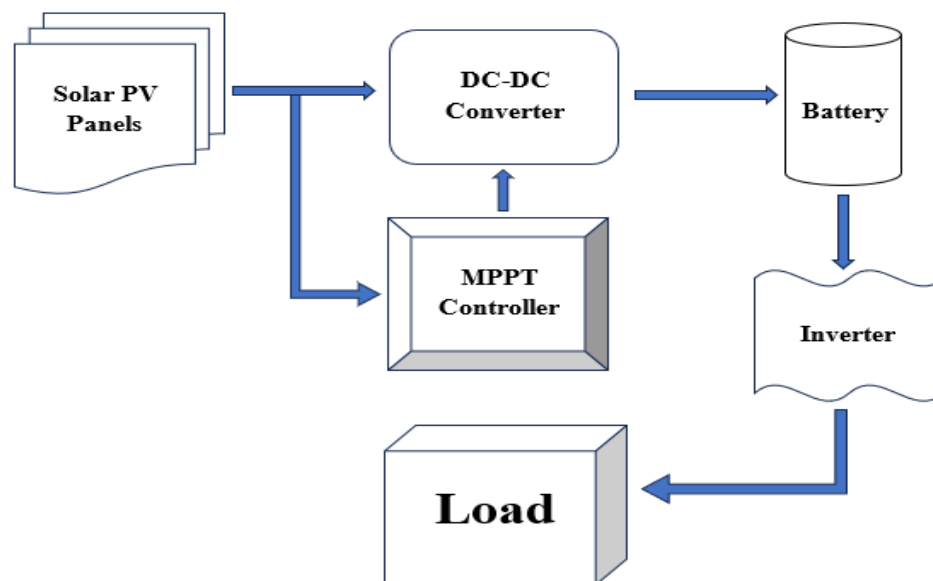 Solar PV
Panels
DC-DC
Converter
Battery
MPPT
Controller
Inverter
Load